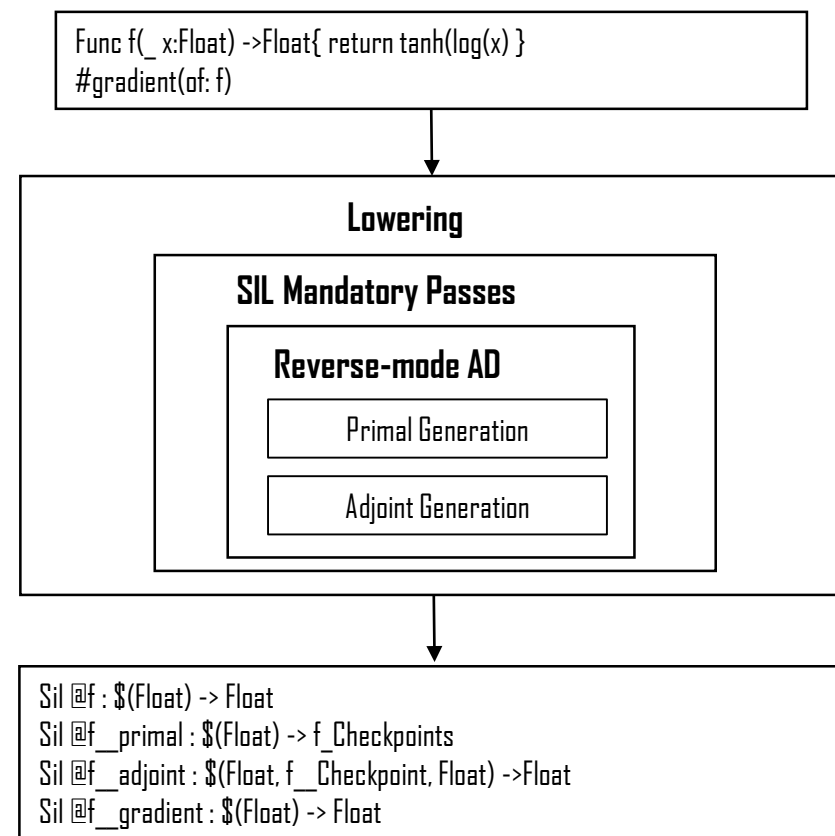 Func f(_ x:Float) ->Float{ return tanh(log(x) }
#gradient(of: f)
Lowering
SIL Mandatory Passes
Reverse-mode AD
Primal Generation
Adjoint Generation
Sil @f : $(Float) -> Float
Sil @f__primal : $(Float) -> f_Checkpoints
Sil @f__adjoint : $(Float, f__Checkpoint, Float) ->Float
Sil @f__gradient : $(Float) -> Float